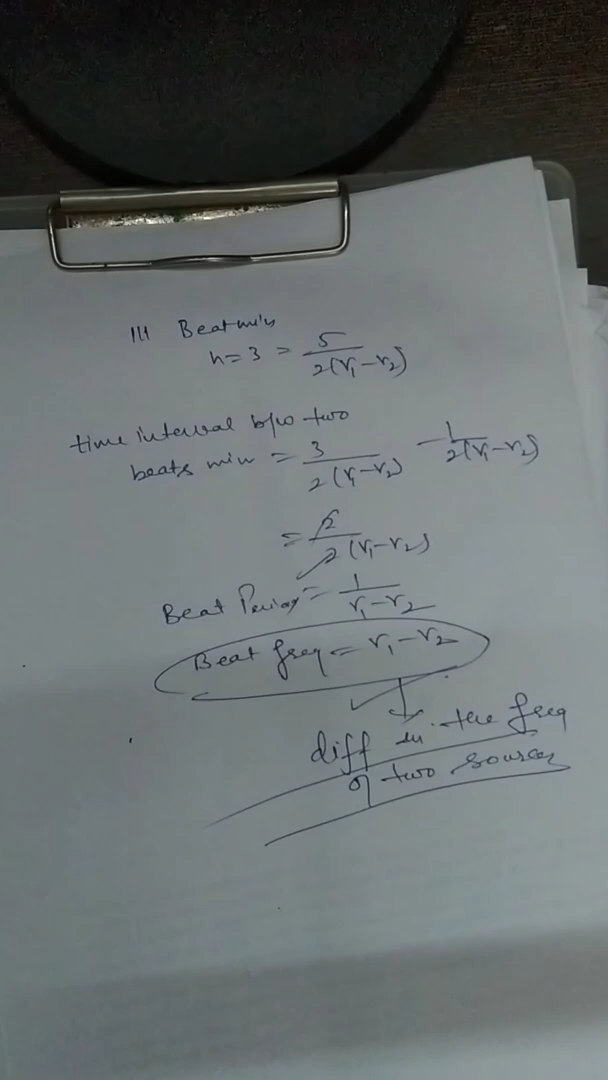 III Beat min
n=3 = 5/2(ν₁-ν₂)
time interval b/w two
beats min = 3/2(ν₁-ν₂) - 1/2(ν₁-ν₂)
= 2/2(ν₁-ν₂)
Beat Period = 1/ν₁-ν₂
Beat freq = ν₁-ν₂
diff in the freq
of two sources